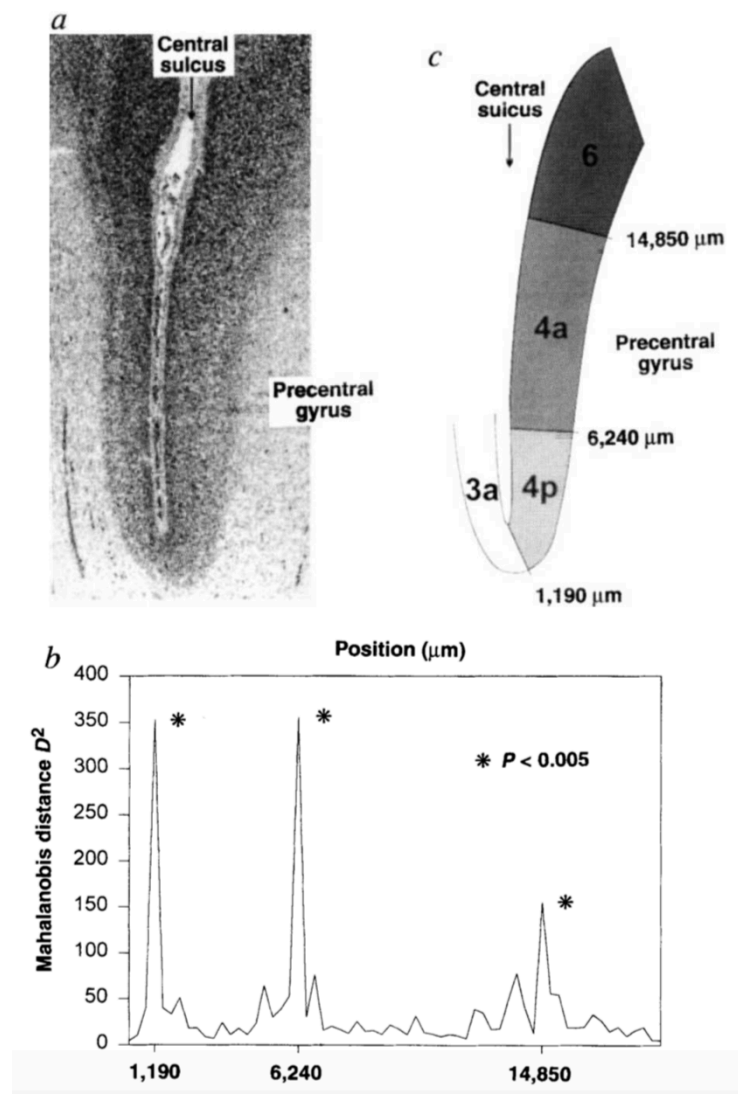 a
Central
sulcus
Precentral
gyrus
c
Central
suicus
6
14,850 μm
4a
Precentral
gyrus
6,240 μm
3a
4p
1,190 μm
b
Position (μm)
Mahalanobis distance D²
400
350
300
250
200
150
100
50
0
* P < 0.005
*
*
*
1,190
6,240
14,850